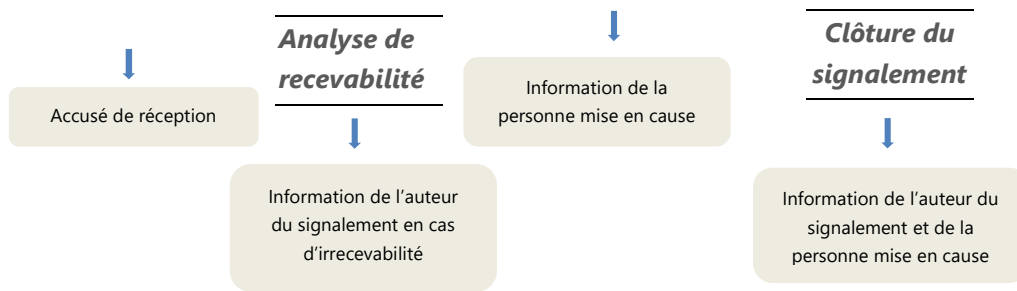 Accusé de réception
Analyse de
recevabilité
Information de l’auteur
du signalement en cas
d’irrecevabilité
Information de la
personne mise en cause
Clôture du
signalement
Information de l’auteur du
signalement et de la
personne mise en cause